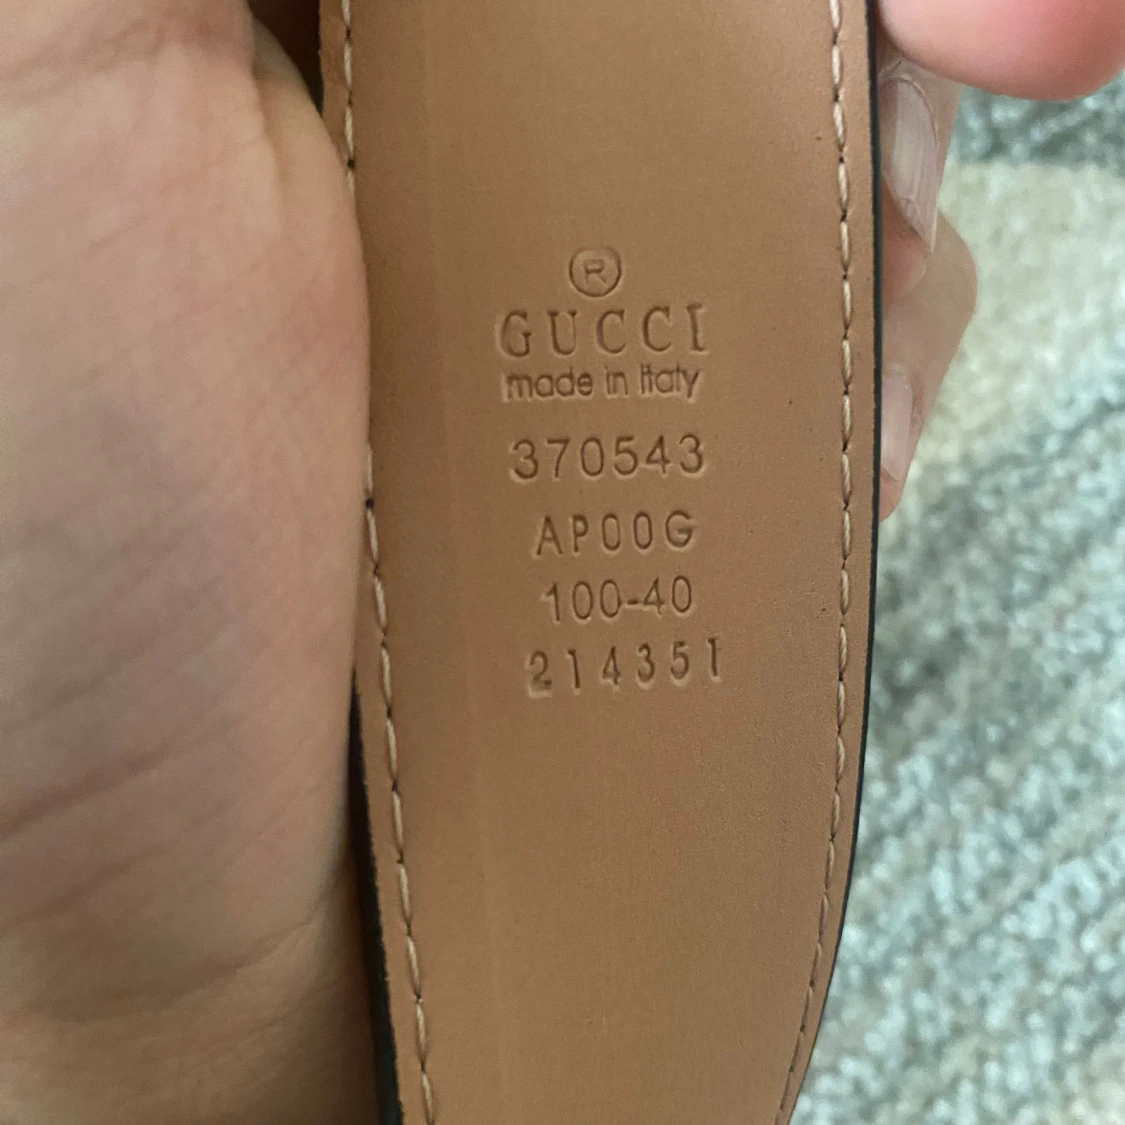 ®
GUCCI
made in Italy
370543
AP00G
100-40
214351